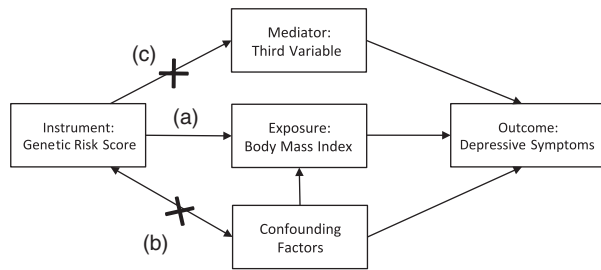 Mediator:
Third Variable
(c)
Instrument:
Genetic Risk Score
(a)
Exposure:
Body Mass Index
Outcome:
Depressive Symptoms
(b)
Confounding
Factors